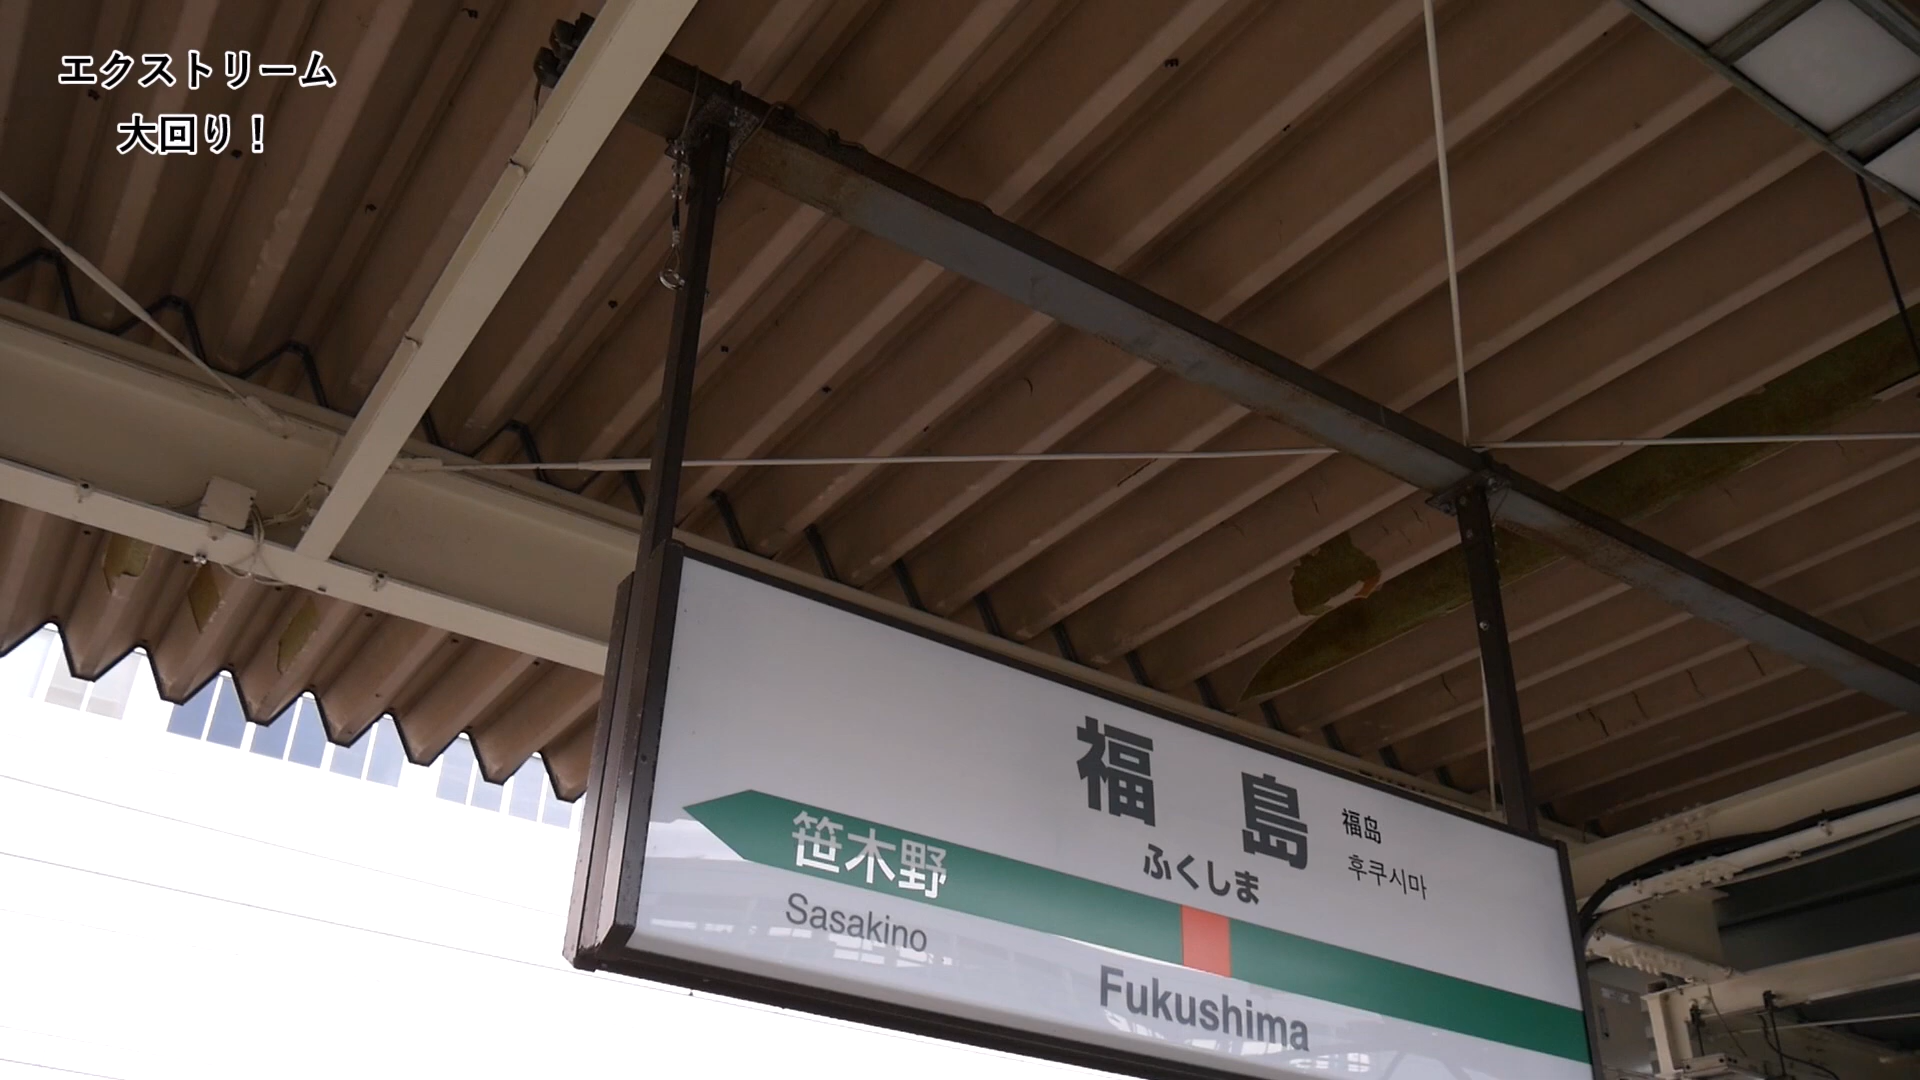 エクストリーム
大回り！
福島
福岛
후쿠시마
ふくしま
笹木野
Sasakino
Fukushima